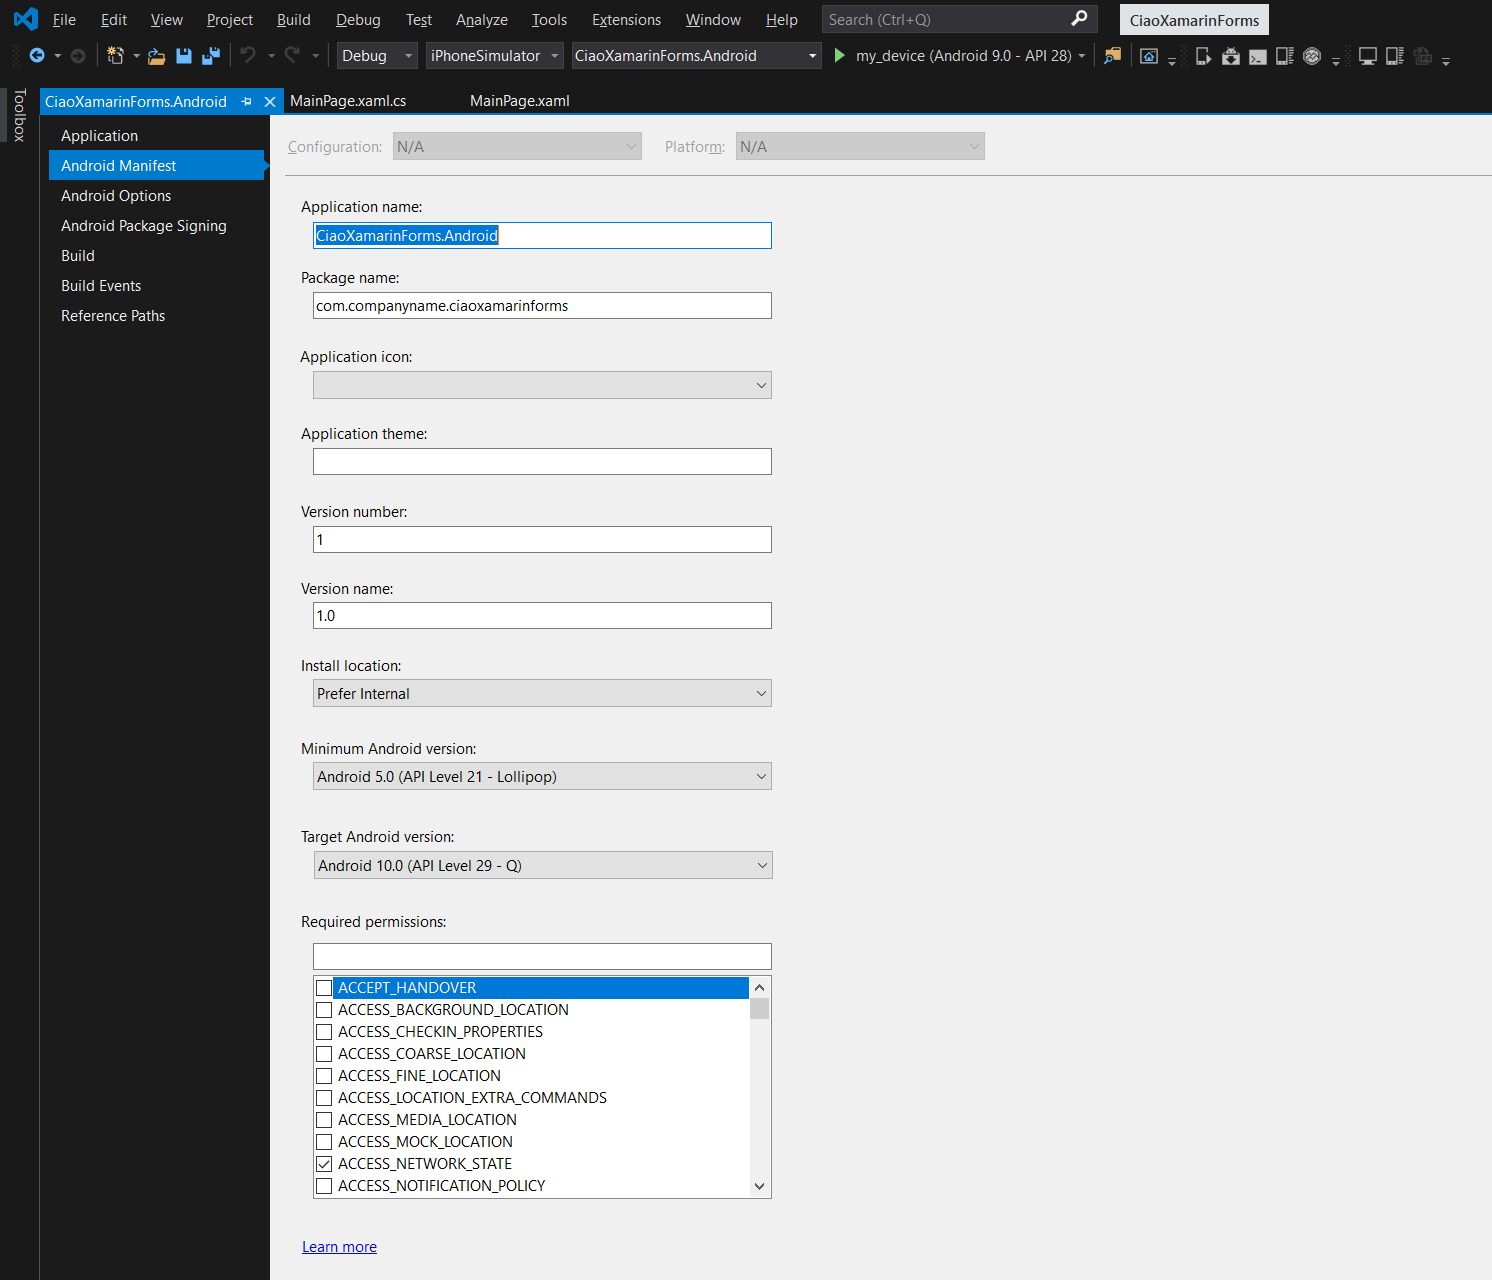 File Edit View Project Build Debug Test Analyze Tools Extensions Window Help Search (Ctrl+Q) CiaoXamarinForms
Debug iPhoneSimulator CiaoXamarinForms.Android my_device (Android 9.0 - API 28)
Toolbox
CiaoXamarinForms.Android MainPage.xaml.cs MainPage.xaml
Application
Android Manifest
Android Options
Android Package Signing
Build
Build Events
Reference Paths
Configuration: N/A Platform: N/A
Application name:
CiaoXamarinForms.Android
Package name:
com.companyname.ciaoxamarinforms
Application icon:
Application theme:
Version number:
1
Version name:
1.0
Install location:
Prefer Internal
Minimum Android version:
Android 5.0 (API Level 21 - Lollipop)
Target Android version:
Android 10.0 (API Level 29 - Q)
Required permissions:
ACCEPT_HANDOVER
ACCESS_BACKGROUND_LOCATION
ACCESS_CHECKIN_PROPERTIES
ACCESS_COARSE_LOCATION
ACCESS_FINE_LOCATION
ACCESS_LOCATION_EXTRA_COMMANDS
ACCESS_MEDIA_LOCATION
ACCESS_MOCK_LOCATION
ACCESS_NETWORK_STATE
ACCESS_NOTIFICATION_POLICY
Learn more